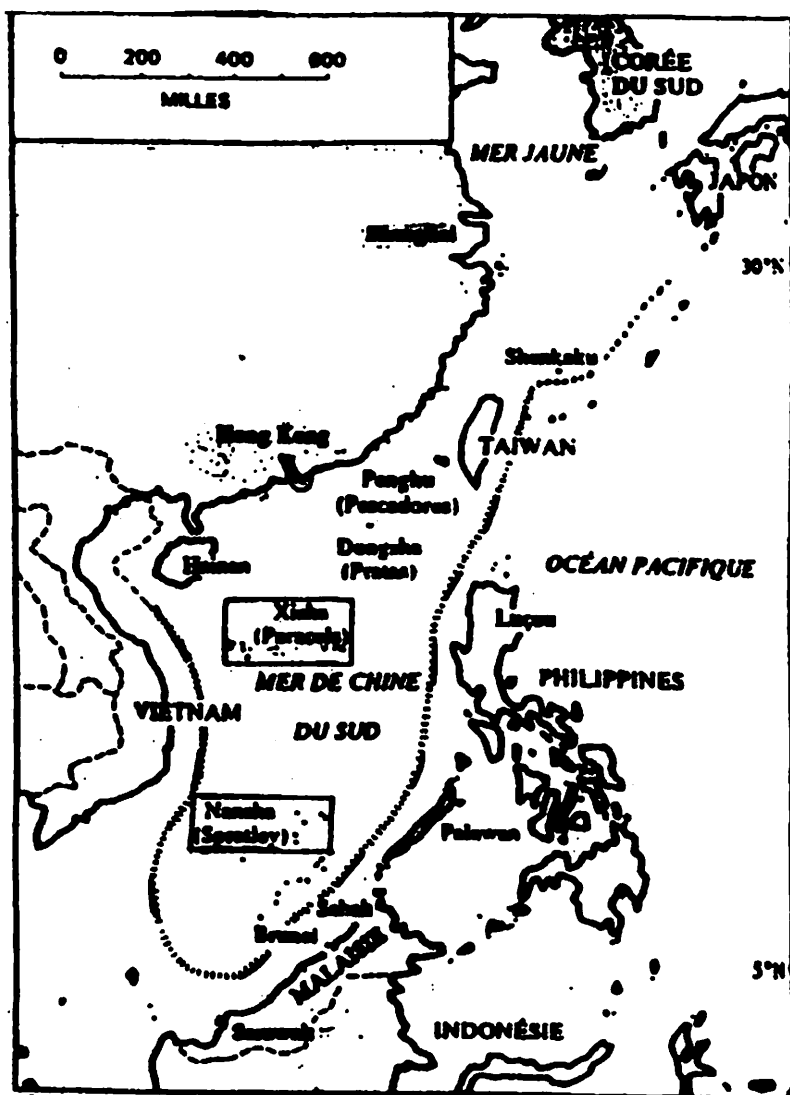 0 200 400 600
MILLES
CORÉE
DU SUD
MER JAUNE
JAPON
Shanghai
30°N
Shenkaku
Hong Kong
TAIWAN
Penghu
(Pescadores)
Dongsha
(Pratas)
Hainan
OCÉAN PACIFIQUE
Xisha
(Paracels)
Luçon
MER DE CHINE
DU SUD
PHILIPPINES
VIETNAM
Nansha
(Spratley)
Palawan
Sabah
Brunei
MALAISIE
5°N
Sarawak
INDONÉSIE